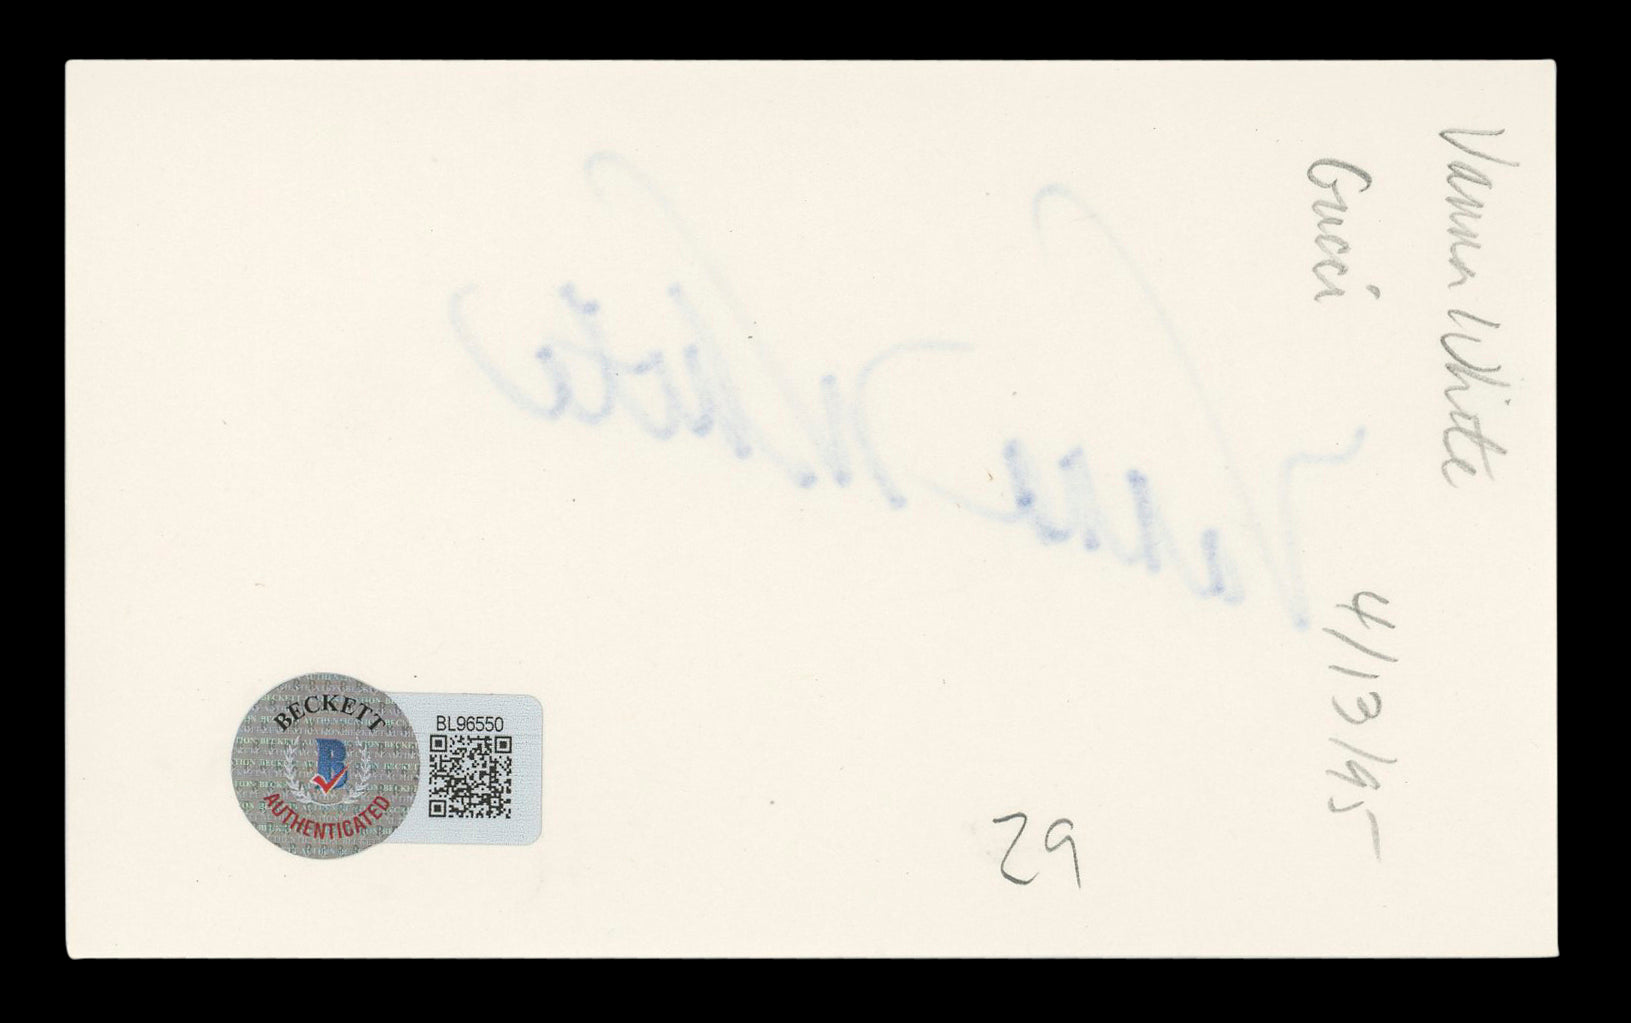 Vanna White
Gucci
4/13/95
29
BECKETT
B
AUTHENTICATED
BL96550